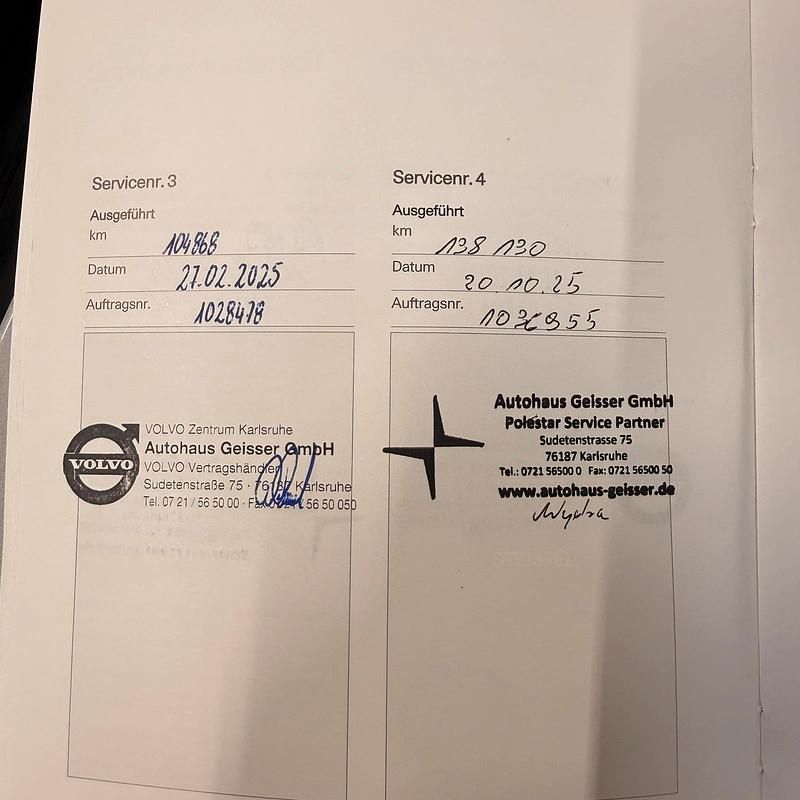 Servicenr. 3
Ausgeführt
km 104868
Datum 27.02.2025
Auftragsnr. 1028478
VOLVO
VOLVO Zentrum Karlsruhe
Autohaus Geisser GmbH
VOLVO Vertragshändler
Sudetenstraße 75 · 76187 Karlsruhe
Tel. 07 21 / 56 50 00 · Fax 07 21 / 56 50 050
Servicenr. 4
Ausgeführt
km 138 130
Datum 20.10.25
Auftragsnr.
Autohaus Geisser GmbH
Polestar Service Partner
Sudetenstrasse 75
76187 Karlsruhe
Tel.: 0721 56500 0 Fax: 0721 56500 50
www.autohaus-geisser.de
STEMPEL